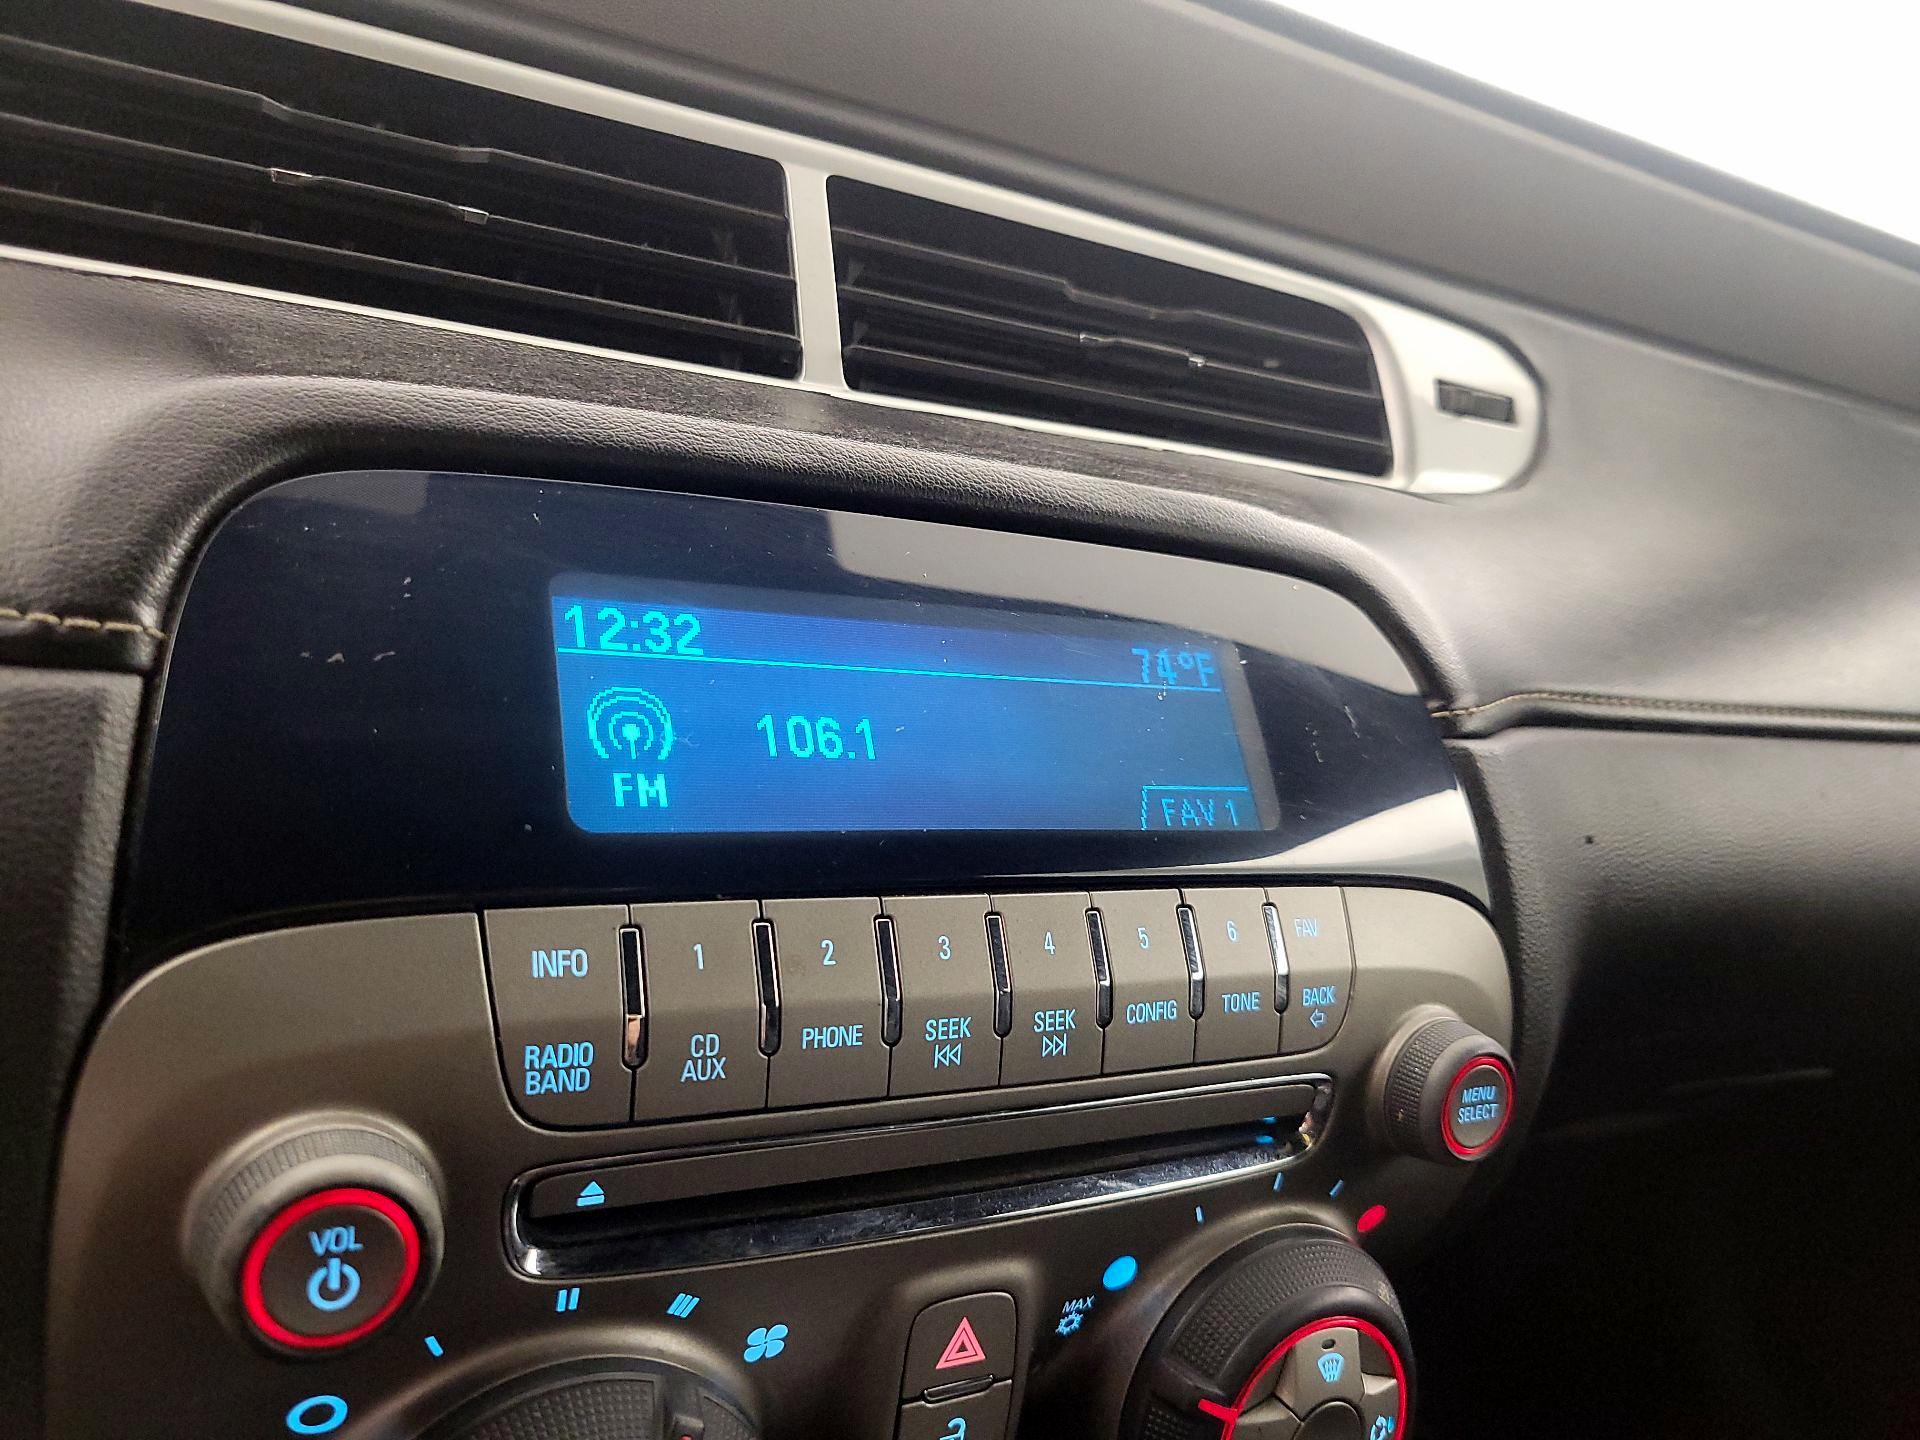 12:32
74°F
106.1
FM
FAV 1
INFO
1
2
3
4
5
6
FAV
RADIO
BAND
CD
AUX
PHONE
SEEK
SEEK
CONFIG
TONE
BACK
MENU
SELECT
VOL
MAX